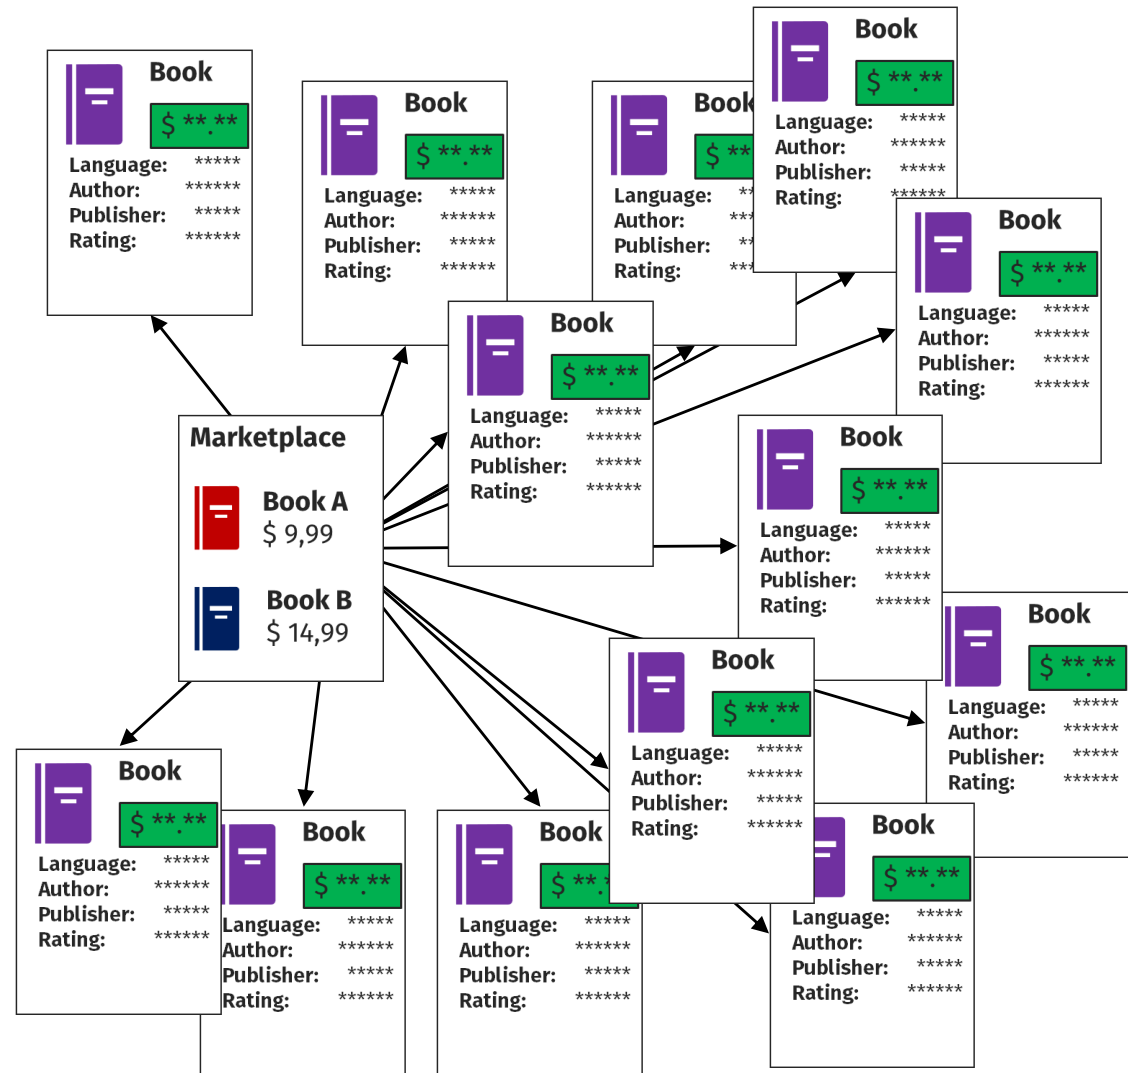 Book
$ **.**
Language: *****
Author: ******
Publisher: *****
Rating: ******
Book
$ **.**
Language: *****
Author: ******
Publisher: *****
Rating: ******
Book
$ **
Language: **
Author: ***
Publisher: **
Rating: ***
Book
$ **.**
Language: *****
Author: ******
Publisher: *****
Rating: ******
Book
$ **.**
Language: *****
Author: ******
Publisher: *****
Rating: ******
Book
$ **.**
Language: *****
Author: ******
Publisher: *****
Rating: ******
Marketplace
Book A
$ 9,99
Book B
$ 14,99
Book
$ **.**
Language: *****
Author: ******
Publisher: *****
Rating: ******
Book
$ **.**
Language: *****
Author: ******
Publisher: *****
Rating: ******
Book
$ **.**
Language: *****
Author: ******
Publisher: *****
Rating: ******
Book
$ **.**
Language: *****
Author: ******
Publisher: *****
Rating: ******
Book
$ **.**
Language: *****
Author: ******
Publisher: *****
Rating: ******
Book
$ **.*
Language: *****
Author: ******
Publisher: *****
Rating: ******
Book
$ **.**
Language: *****
Author: ******
Publisher: *****
Rating: ******